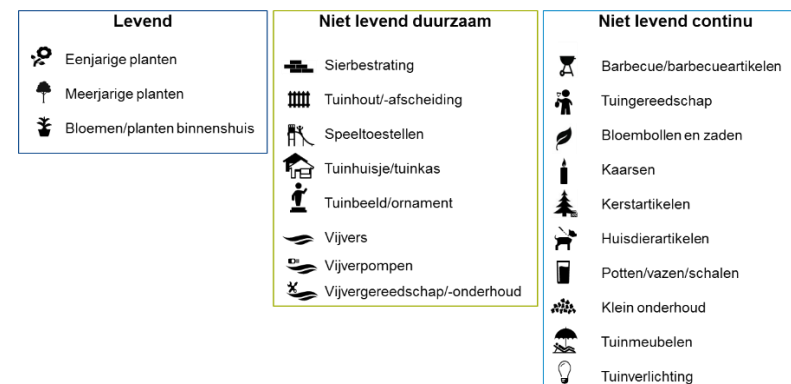 Levend
Eenjarige planten
Meerjarige planten
Bloemen/planten binnenshuis
Niet levend duurzaam
Sierbestrating
Tuinhout/-afscheiding
Speeltoestellen
Tuinhuisje/tuinkas
Tuinbeeld/ornament
Vijvers
Vijverpompen
Vijvergereedschap/-onderhoud
Niet levend continu
Barbecue/barbecueartikelen
Tuingereedschap
Bloembollen en zaden
Kaarsen
Kerstartikelen
Huisdierartikelen
Potten/vazen/schalen
Klein onderhoud
Tuinmeubelen
Tuinverlichting